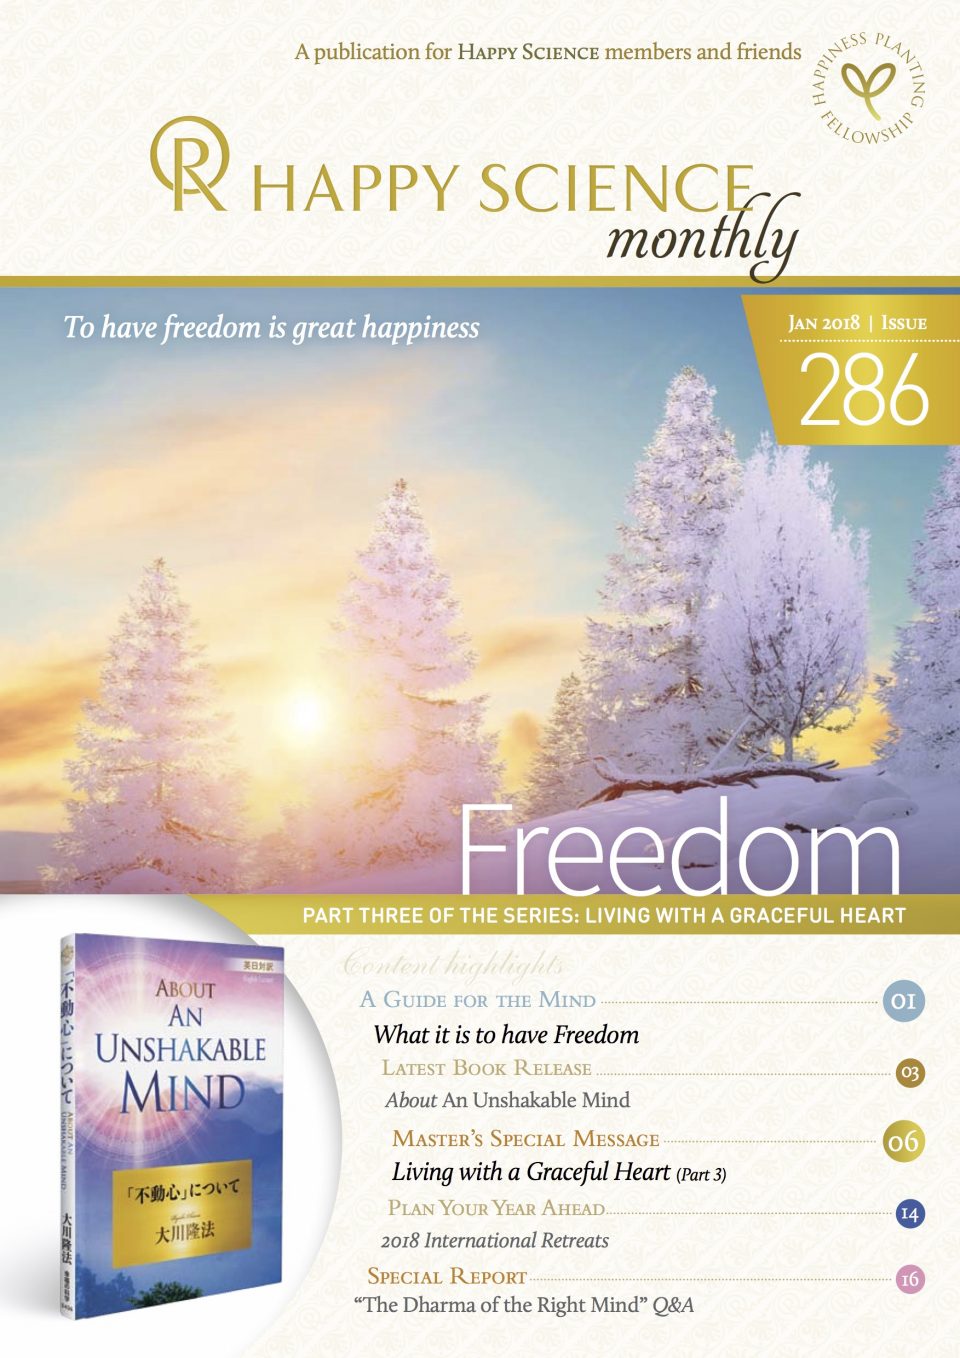 A publication for HAPPY SCIENCE members and friends
HAPPINESS PLANTING FELLOWSHIP
R HAPPY SCIENCE
monthly
To have freedom is great happiness
JAN 2018 | ISSUE
286
Freedom
PART THREE OF THE SERIES: LIVING WITH A GRACEFUL HEART
英日対訳
ABOUT
AN
UNSHAKABLE
MIND
「不動心」について
大川隆法
「不動心」について
ABOUT AN UNSHAKABLE MIND
大川隆法
幸福の科学
Content highlights
A GUIDE FOR THE MIND 01
What it is to have Freedom
LATEST BOOK RELEASE 03
About An Unshakable Mind
MASTER'S SPECIAL MESSAGE 06
Living with a Graceful Heart (Part 3)
PLAN YOUR YEAR AHEAD 14
2018 International Retreats
SPECIAL REPORT 16
“The Dharma of the Right Mind” Q&A